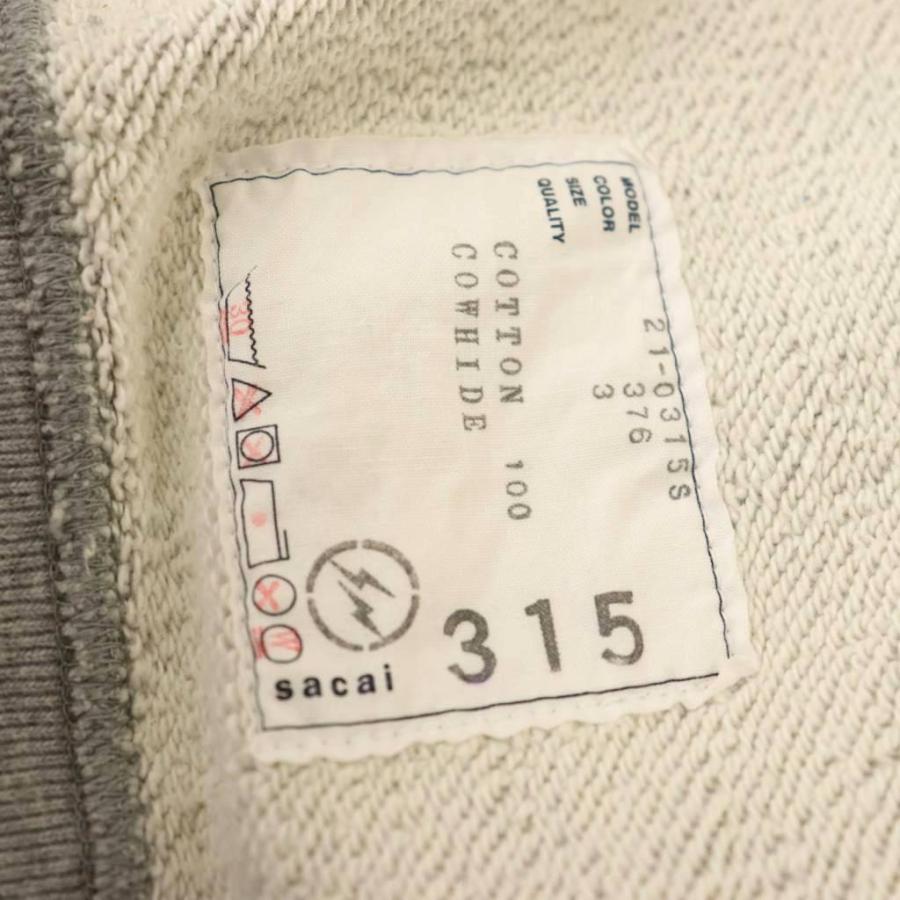 MODEL 21-0315S
COLOR 376
SIZE 3
QUALITY
COTTON 100
COWHIDE
30
W
sacai
315